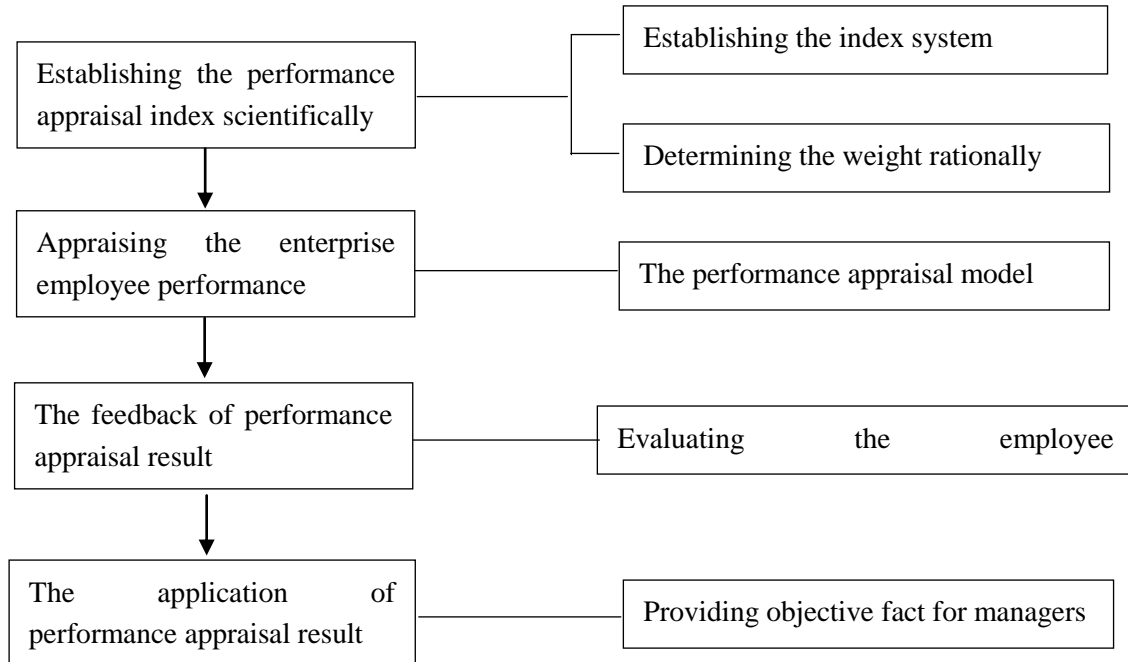 Establishing the performance
appraisal index scientifically
Establishing the index system
Determining the weight rationally
Appraising the enterprise
employee performance
The performance appraisal model
The feedback of performance
appraisal result
Evaluating the employee
The application of
performance appraisal result
Providing objective fact for managers